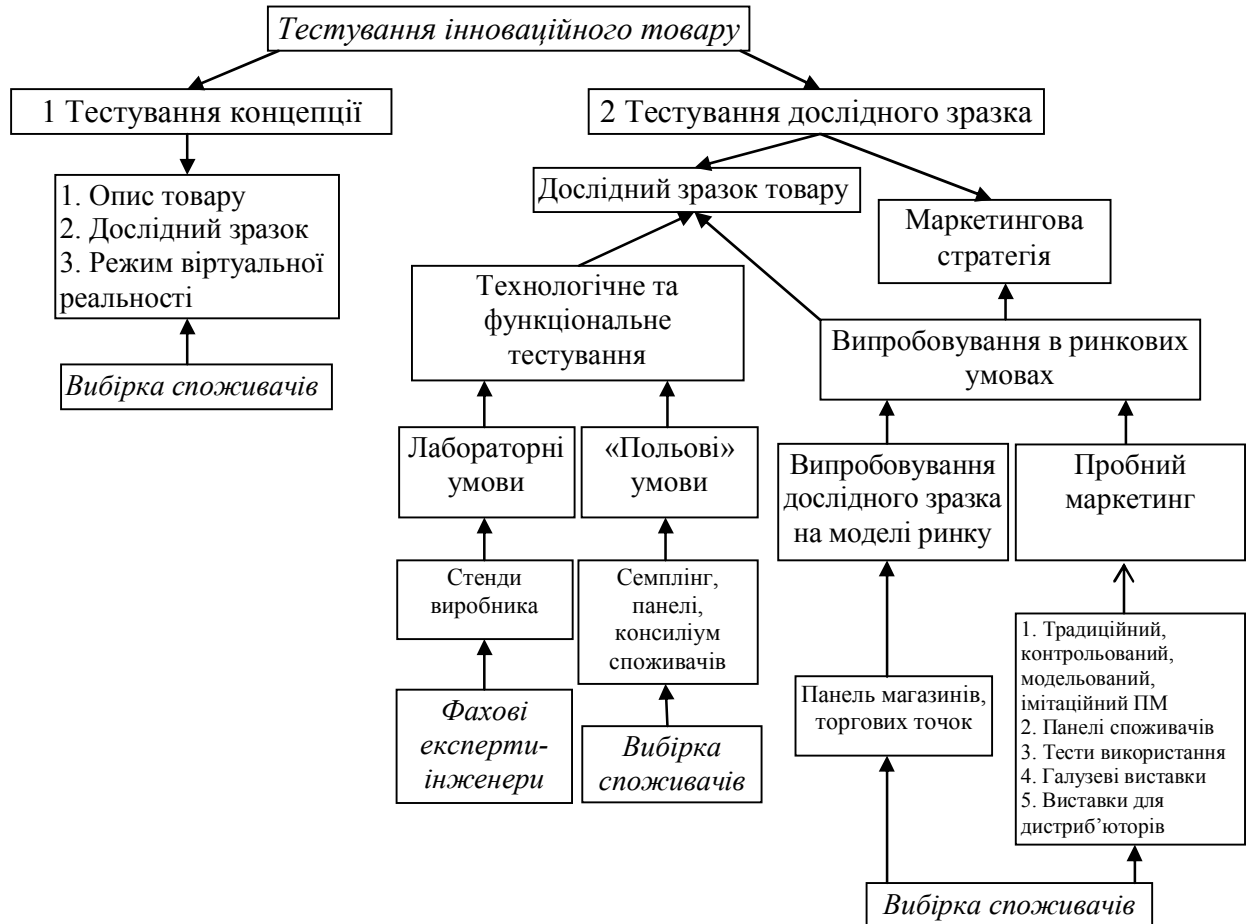 Тестування інноваційного товару
1 Тестування концепції
2 Тестування дослідного зразка
1. Опис товару
2. Дослідний зразок
3. Режим віртуальної
реальності
Вибірка споживачів
Дослідний зразок товару
Маркетингова
стратегія
Технологічне та
функціональне
тестування
Випробовування в ринкових
умовах
Лабораторні
умови
«Польові»
умови
Випробовування
дослідного зразка
на моделі ринку
Пробний
маркетинг
Стенди
виробника
Семплінг,
панелі,
консиліум
споживачів
Фахові
експерти-
інженери
Вибірка
споживачів
Панель магазинів,
торгових точок
1. Традиційний,
контрольований,
модельований,
імітаційний ПМ
2. Панелі споживачів
3. Тести використання
4. Галузеві виставки
5. Виставки для
дистриб’юторів
Вибірка споживачів